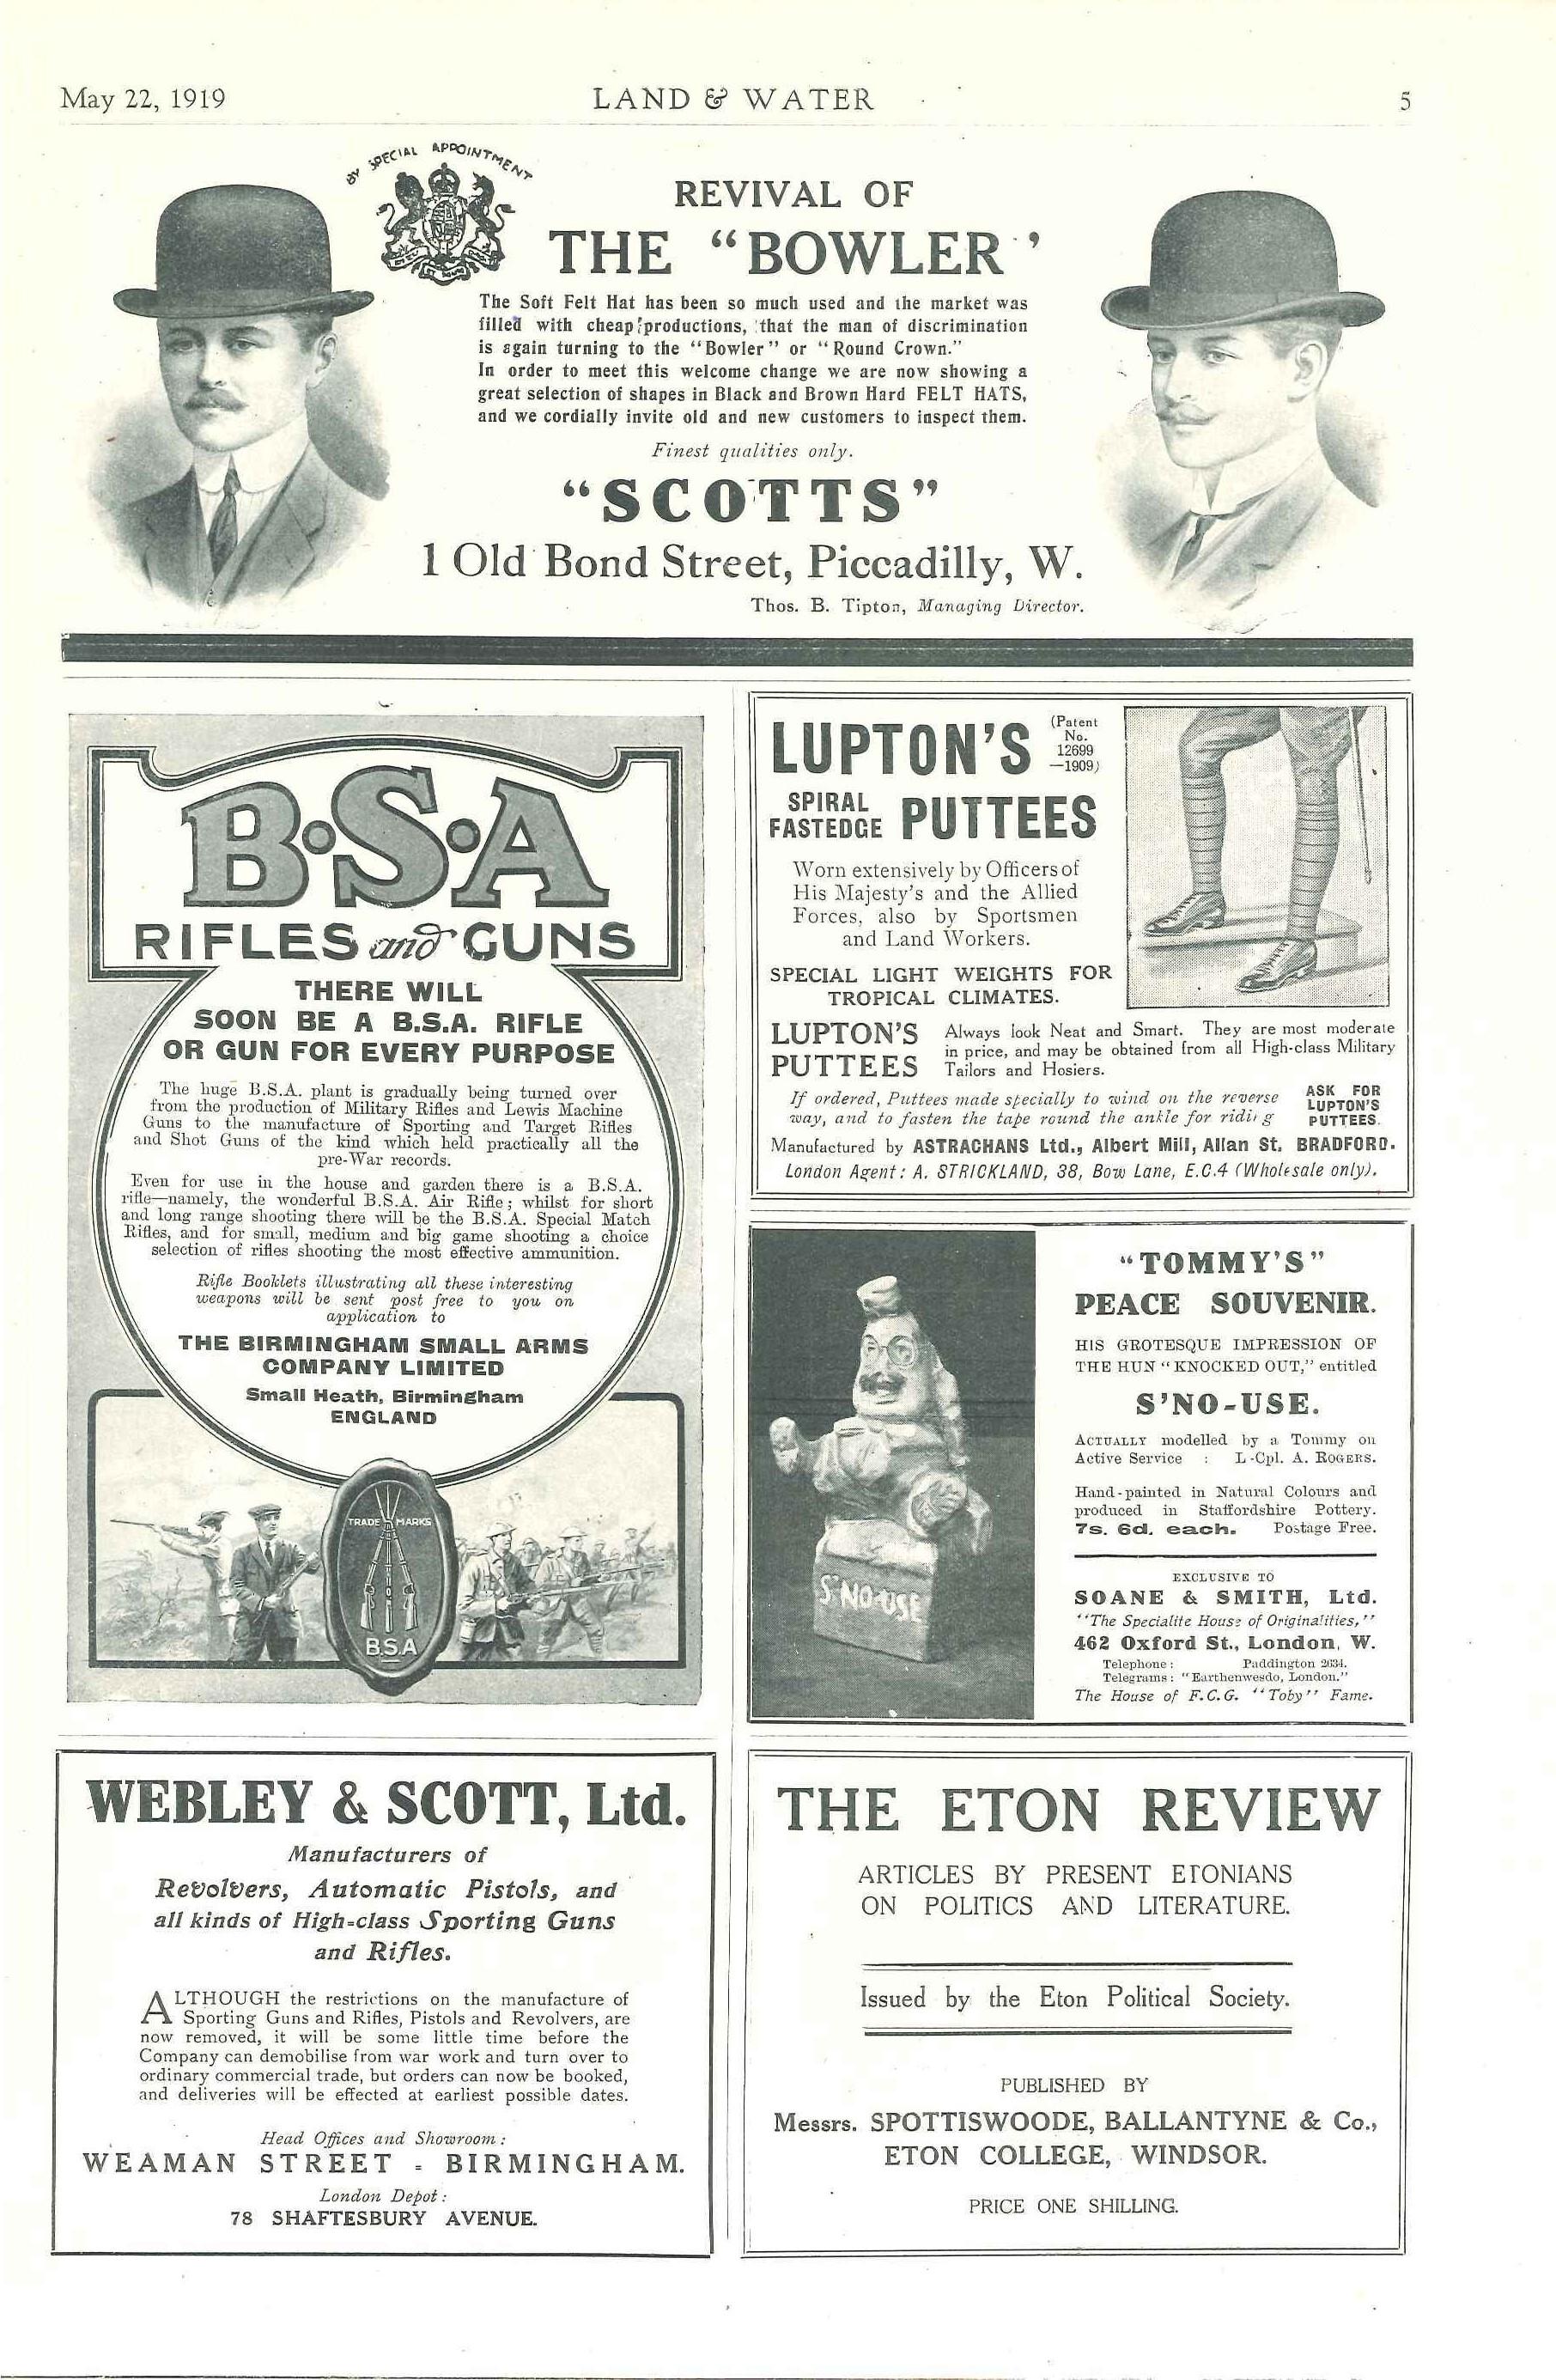 May 22, 1919
LAND & WATER
5
BY SPECIAL APPOINTMENT
REVIVAL OF
THE "BOWLER '
The Soft Felt Hat has been so much used and the market was
filled with cheap productions, that the man of discrimination
is again turning to the "Bowler" or "Round Crown."
In order to meet this welcome change we are now showing a
great selection of shapes in Black and Brown Hard FELT HATS,
and we cordially invite old and new customers to inspect them.
Finest qualities only.
"SCOTTS"
1 Old Bond Street, Piccadilly, W.
Thos. B. Tipton, Managing Director.
B·S·A
RIFLES and GUNS
THERE WILL
SOON BE A B.S.A. RIFLE
OR GUN FOR EVERY PURPOSE
The huge B.S.A. plant is gradually being turned over
from the production of Military Rifles and Lewis Machine
Guns to the manufacture of Sporting and Target Rifles
and Shot Guns of the kind which held practically all the
pre-War records.
Even for use in the house and garden there is a B.S.A.
rifle—namely, the wonderful B.S.A. Air Rifle; whilst for short
and long range shooting there will be the B.S.A. Special Match
Rifles, and for small, medium and big game shooting a choice
selection of rifles shooting the most effective ammunition.
Rifle Booklets illustrating all these interesting
weapons will be sent post free to you on
application to
THE BIRMINGHAM SMALL ARMS
COMPANY LIMITED
Small Heath, Birmingham
ENGLAND
TRADE MARKS
B.S.A
LUPTON'S
(Patent
No.
12699
—1909)
SPIRAL
FASTEDGE
PUTTEES
Worn extensively by Officers of
His Majesty's and the Allied
Forces, also by Sportsmen
and Land Workers.
SPECIAL LIGHT WEIGHTS FOR
TROPICAL CLIMATES.
LUPTON'S
PUTTEES
Always look Neat and Smart. They are most moderate
in price, and may be obtained from all High-class Military
Tailors and Hosiers.
If ordered, Puttees made specially to wind on the reverse
way, and to fasten the tape round the ankle for ridi g
ASK FOR
LUPTON'S
PUTTEES.
Manufactured by ASTRACHANS Ltd., Albert Mill, Allan St. BRADFORD.
London Agent: A. STRICKLAND, 38, Bow Lane, E.C.4 (Wholesale only).
S'NO-USE
"TOMMY'S"
PEACE SOUVENIR.
HIS GROTESQUE IMPRESSION OF
THE HUN "KNOCKED OUT," entitled
S'NO-USE.
ACTUALLY modelled by a Tommy on
Active Service : L-Cpl. A. ROGERS.
Hand-painted in Natural Colours and
produced in Staffordshire Pottery.
7s. 6d. each. Postage Free.
EXCLUSIVE TO
SOANE & SMITH, Ltd.
"The Specialite House of Originalities,"
462 Oxford St., London, W.
Telephone: Paddington 2634.
Telegrams: "Earthenwesdo, London."
The House of F.C.G. "Toby" Fame.
WEBLEY & SCOTT, Ltd.
Manufacturers of
Revolvers, Automatic Pistols, and
all kinds of High-class Sporting Guns
and Rifles.
ALTHOUGH the restrictions on the manufacture of
Sporting Guns and Rifles, Pistols and Revolvers, are
now removed, it will be some little time before the
Company can demobilise from war work and turn over to
ordinary commercial trade, but orders can now be booked,
and deliveries will be effected at earliest possible dates.
Head Offices and Showroom:
WEAMAN STREET - BIRMINGHAM.
London Depot:
78 SHAFTESBURY AVENUE.
THE ETON REVIEW
ARTICLES BY PRESENT ETONIANS
ON POLITICS AND LITERATURE.
Issued by the Eton Political Society.
PUBLISHED BY
Messrs. SPOTTISWOODE, BALLANTYNE & Co.,
ETON COLLEGE, WINDSOR.
PRICE ONE SHILLING.